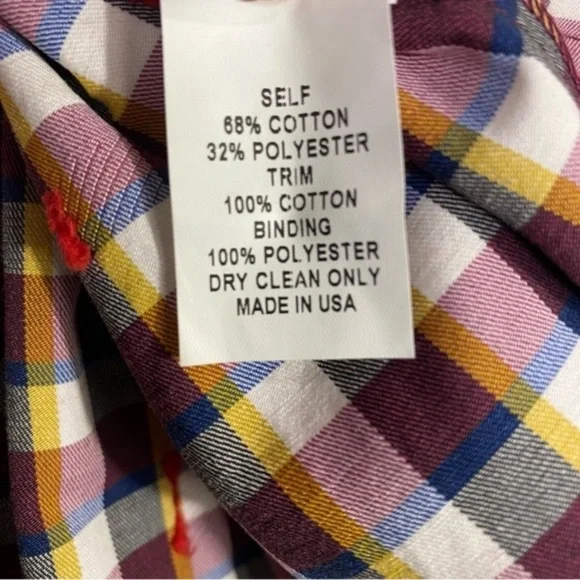 SELF
68% COTTON
32% POLYESTER
TRIM
100% COTTON
BINDING
100% POLYESTER
DRY CLEAN ONLY
MADE IN USA